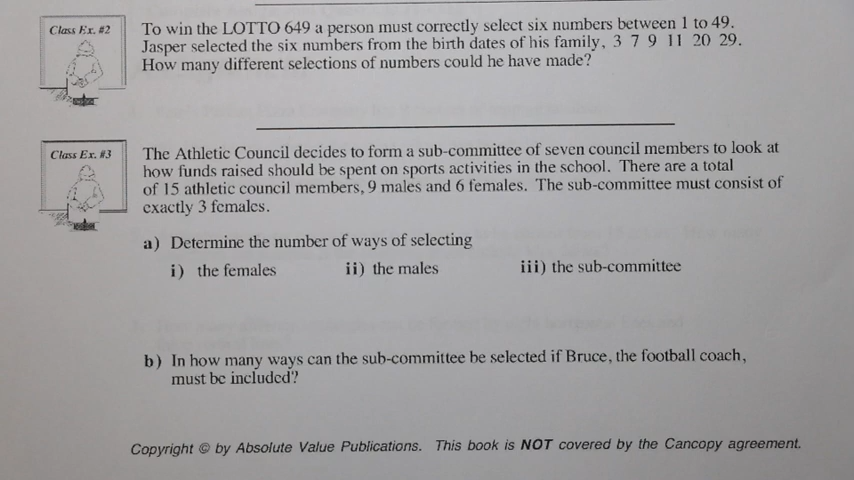 Class Ex. #2
To win the LOTTO 649 a person must correctly select six numbers between 1 to 49.
Jasper selected the six numbers from the birth dates of his family, 3 7 9 11 20 29.
How many different selections of numbers could he have made?
Class Ex. #3
The Athletic Council decides to form a sub-committee of seven council members to look at
how funds raised should be spent on sports activities in the school. There are a total
of 15 athletic council members, 9 males and 6 females. The sub-committee must consist of
exactly 3 females.
a) Determine the number of ways of selecting
i) the females ii) the males iii) the sub-committee
b) In how many ways can the sub-committee be selected if Bruce, the football coach,
must be included?
Copyright © by Absolute Value Publications. This book is NOT covered by the Cancopy agreement.